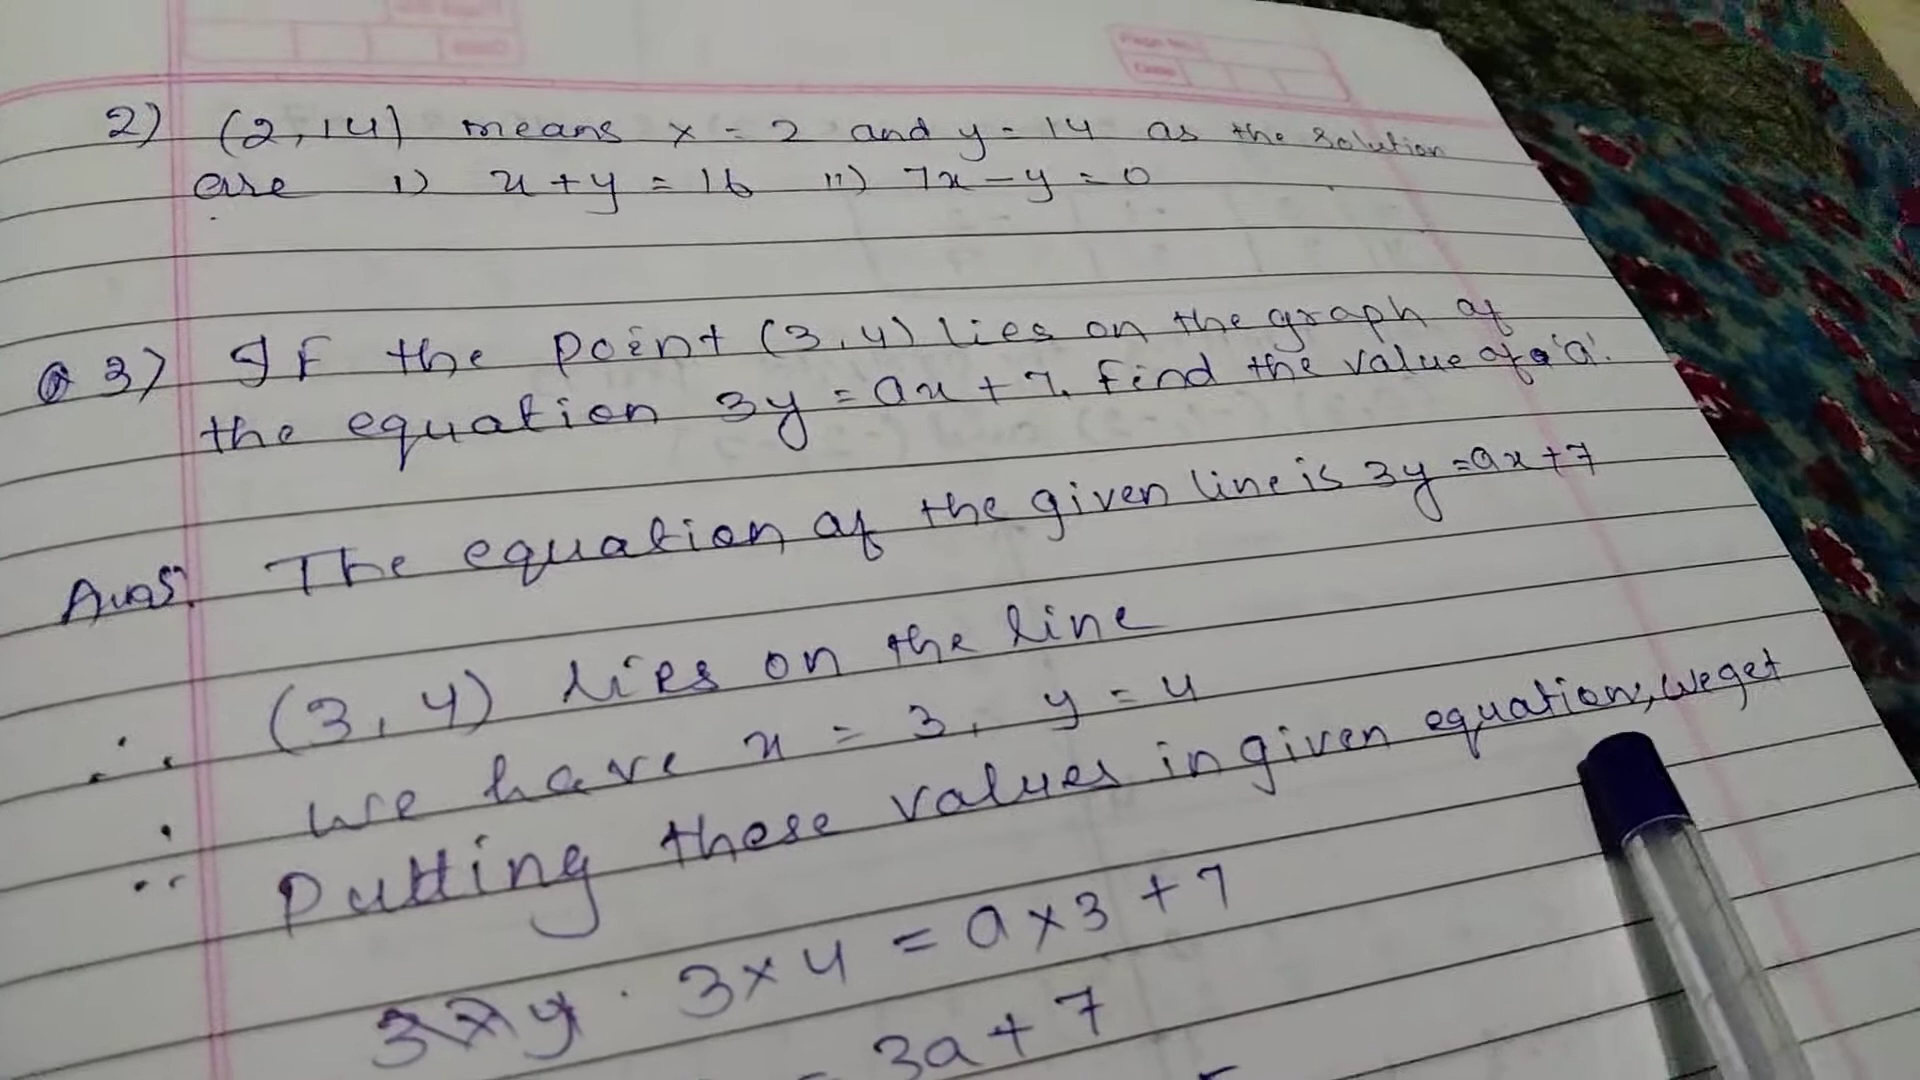 Page No.
Date
2) (2,14) means x = 2 and y = 14 as the solution
are i) x + y = 16 ii) 7x - y = 0
Q 3) If the point (3,4) lies on the graph of
the equation 3y = ax + 7. Find the value of 'a'.
Ans: The equation of the given line is 3y = ax + 7
(3,4) lies on the line
∴ we have x = 3, y = 4
∴ Putting these values in given equation, we get
3 × 4 = a × 3 + 7
= 3a + 7